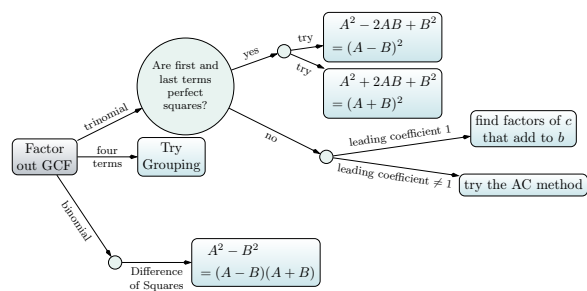 Factor
out GCF
trinomial
Are first and
last terms
perfect
squares?
yes
try
A² − 2AB + B²
= (A − B)²
try
A² + 2AB + B²
= (A + B)²
no
leading coefficient 1
find factors of c
that add to b
leading coefficient ≠ 1
try the AC method
four
terms
Try
Grouping
binomial
Difference
of Squares
A² − B²
= (A − B)(A + B)